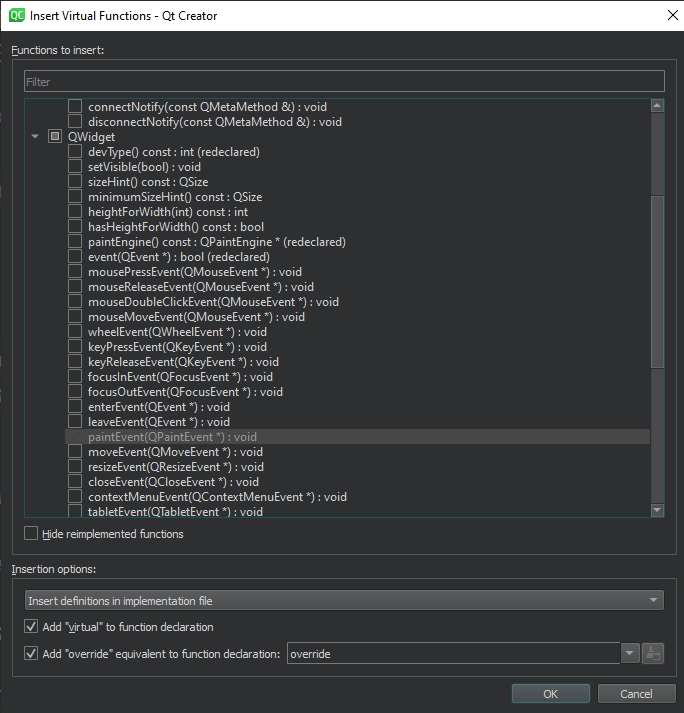 QC Insert Virtual Functions - Qt Creator
Functions to insert:
Filter
connectNotify(const QMetaMethod &) : void
disconnectNotify(const QMetaMethod &) : void
QWidget
devType() const : int (redeclared)
setVisible(bool) : void
sizeHint() const : QSize
minimumSizeHint() const : QSize
heightForWidth(int) const : int
hasHeightForWidth() const : bool
paintEngine() const : QPaintEngine * (redeclared)
event(QEvent *) : bool (redeclared)
mousePressEvent(QMouseEvent *) : void
mouseReleaseEvent(QMouseEvent *) : void
mouseDoubleClickEvent(QMouseEvent *) : void
mouseMoveEvent(QMouseEvent *) : void
wheelEvent(QWheelEvent *) : void
keyPressEvent(QKeyEvent *) : void
keyReleaseEvent(QKeyEvent *) : void
focusInEvent(QFocusEvent *) : void
focusOutEvent(QFocusEvent *) : void
enterEvent(QEvent *) : void
leaveEvent(QEvent *) : void
paintEvent(QPaintEvent *) : void
moveEvent(QMoveEvent *) : void
resizeEvent(QResizeEvent *) : void
closeEvent(QCloseEvent *) : void
contextMenuEvent(QContextMenuEvent *) : void
tabletEvent(QTabletEvent *) : void
Hide reimplemented functions
Insertion options:
Insert definitions in implementation file
Add "virtual" to function declaration
Add "override" equivalent to function declaration: override
OK Cancel